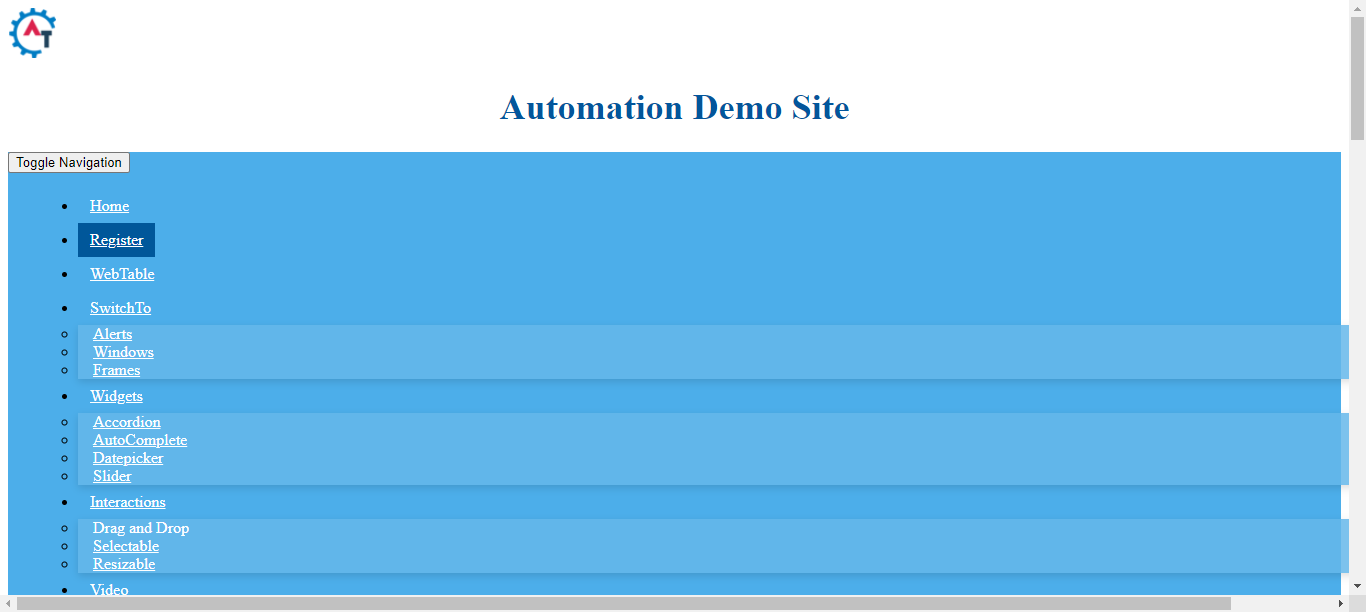 AT
Automation Demo Site
Toggle Navigation
Home
Register
WebTable
SwitchTo
Alerts
Windows
Frames
Widgets
Accordion
AutoComplete
Datepicker
Slider
Interactions
Drag and Drop
Selectable
Resizable
Video